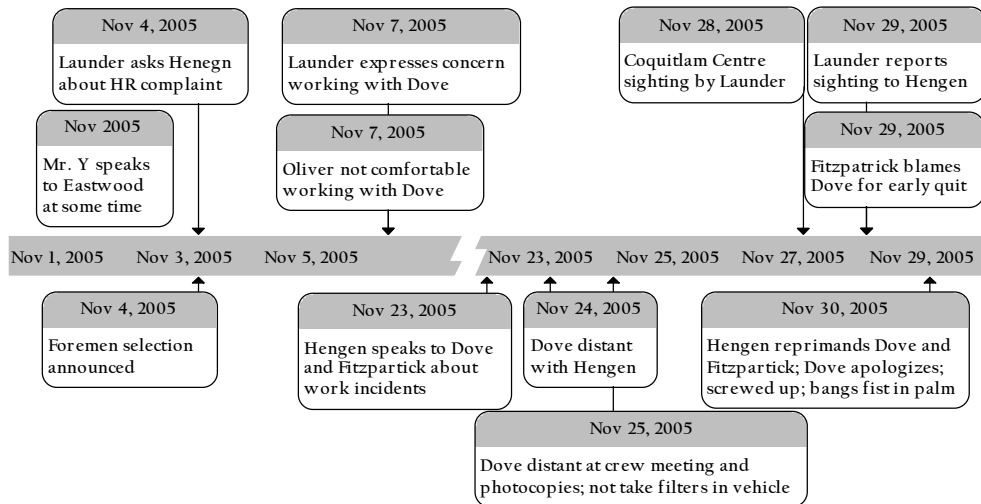 Nov 4, 2005
Launder asks Henegn
about HR complaint
Nov 2005
Mr. Y speaks
to Eastwood
at some time
Nov 7, 2005
Launder expresses concern
working with Dove
Nov 7, 2005
Oliver not comfortable
working with Dove
Nov 28, 2005
Coquitlam Centre
sighting by Launder
Nov 29, 2005
Launder reports
sighting to Hengen
Nov 29, 2005
Fitzpatrick blames
Dove for early quit
Nov 1, 2005
Nov 3, 2005
Nov 5, 2005
Nov 23, 2005
Nov 25, 2005
Nov 27, 2005
Nov 29, 2005
Nov 4, 2005
Foremen selection
announced
Nov 23, 2005
Hengen speaks to Dove
and Fitzpartick about
work incidents
Nov 24, 2005
Dove distant
with Hengen
Nov 25, 2005
Dove distant at crew meeting and
photocopies; not take filters in vehicle
Nov 30, 2005
Hengen reprimands Dove and
Fitzpartick; Dove apologizes;
screwed up; bangs fist in palm